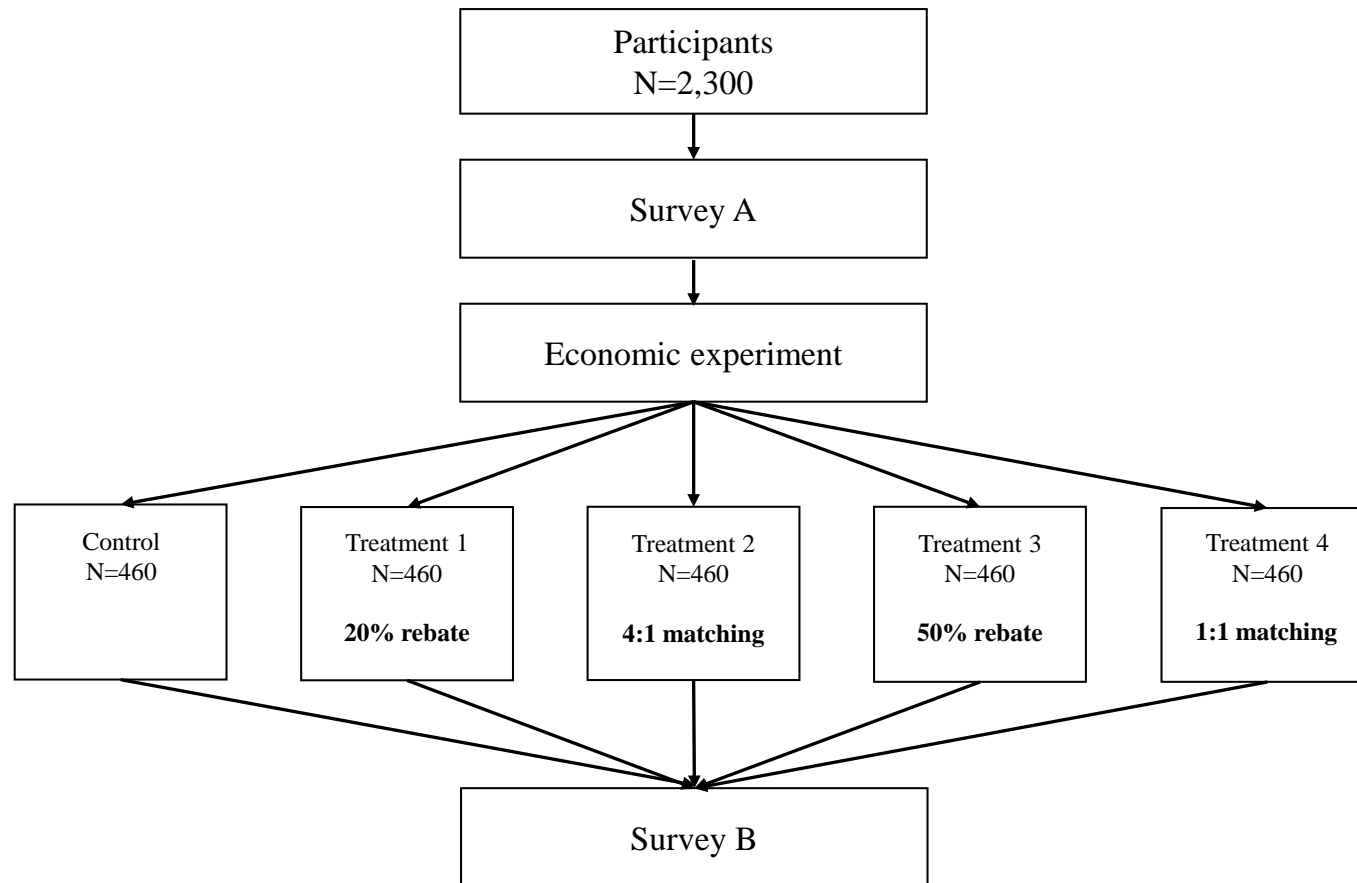 Participants
N=2,300
Survey A
Economic experiment
Control
N=460
Treatment 1
N=460
20% rebate
Treatment 2
N=460
4:1 matching
Treatment 3
N=460
50% rebate
Treatment 4
N=460
1:1 matching
Survey B